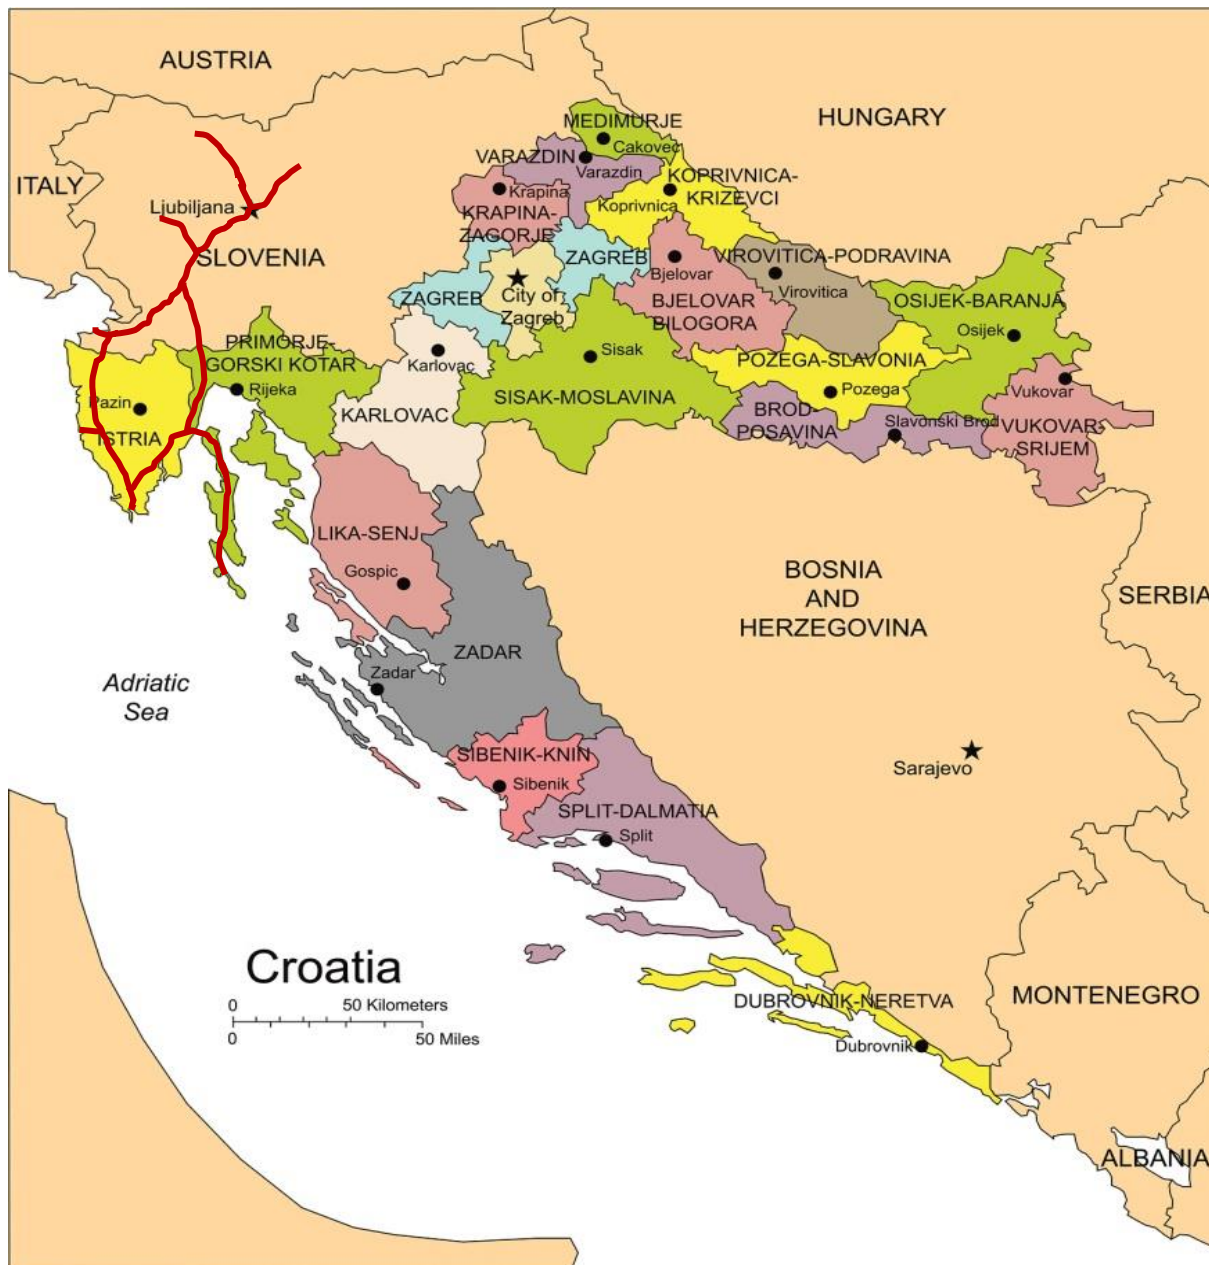 AUSTRIA
HUNGARY
MEDIMURJE
Cakovec
VARAZDIN
Varazdin
ITALY
KOPRIVNICA-
KRIZEVCI
Krapina
Koprivnica
Ljubiljana
KRAPINA-
ZAGORJE
SLOVENIA
ZAGREB
VIROVITICA-PODRAVINA
Bjelovar
Virovitica
ZAGREB
City of
Zagreb
BJELOVAR
BILOGORA
OSIJEK-BARANJA
Osijek
PRIMORJE-
GORSKI KOTAR
Rijeka
Karlovac
Sisak
POZEGA-SLAVONIA
Pozega
Vukovar
Pazin
ISTRIA
KARLOVAC
SISAK-MOSLAVINA
BROD-
POSAVINA
Slavonski Brod
VUKOVAR-
SRIJEM
LIKA-SENJ
Gospic
BOSNIA
AND
HERZEGOVINA
SERBIA
ZADAR
Zadar
Adriatic
Sea
SIBENIK-KNIN
Sibenik
Sarajevo
SPLIT-DALMATIA
Split
Croatia
0 50 Kilometers
0 50 Miles
DUBROVNIK-NERETVA
Dubrovnik
MONTENEGRO
ALBANIA